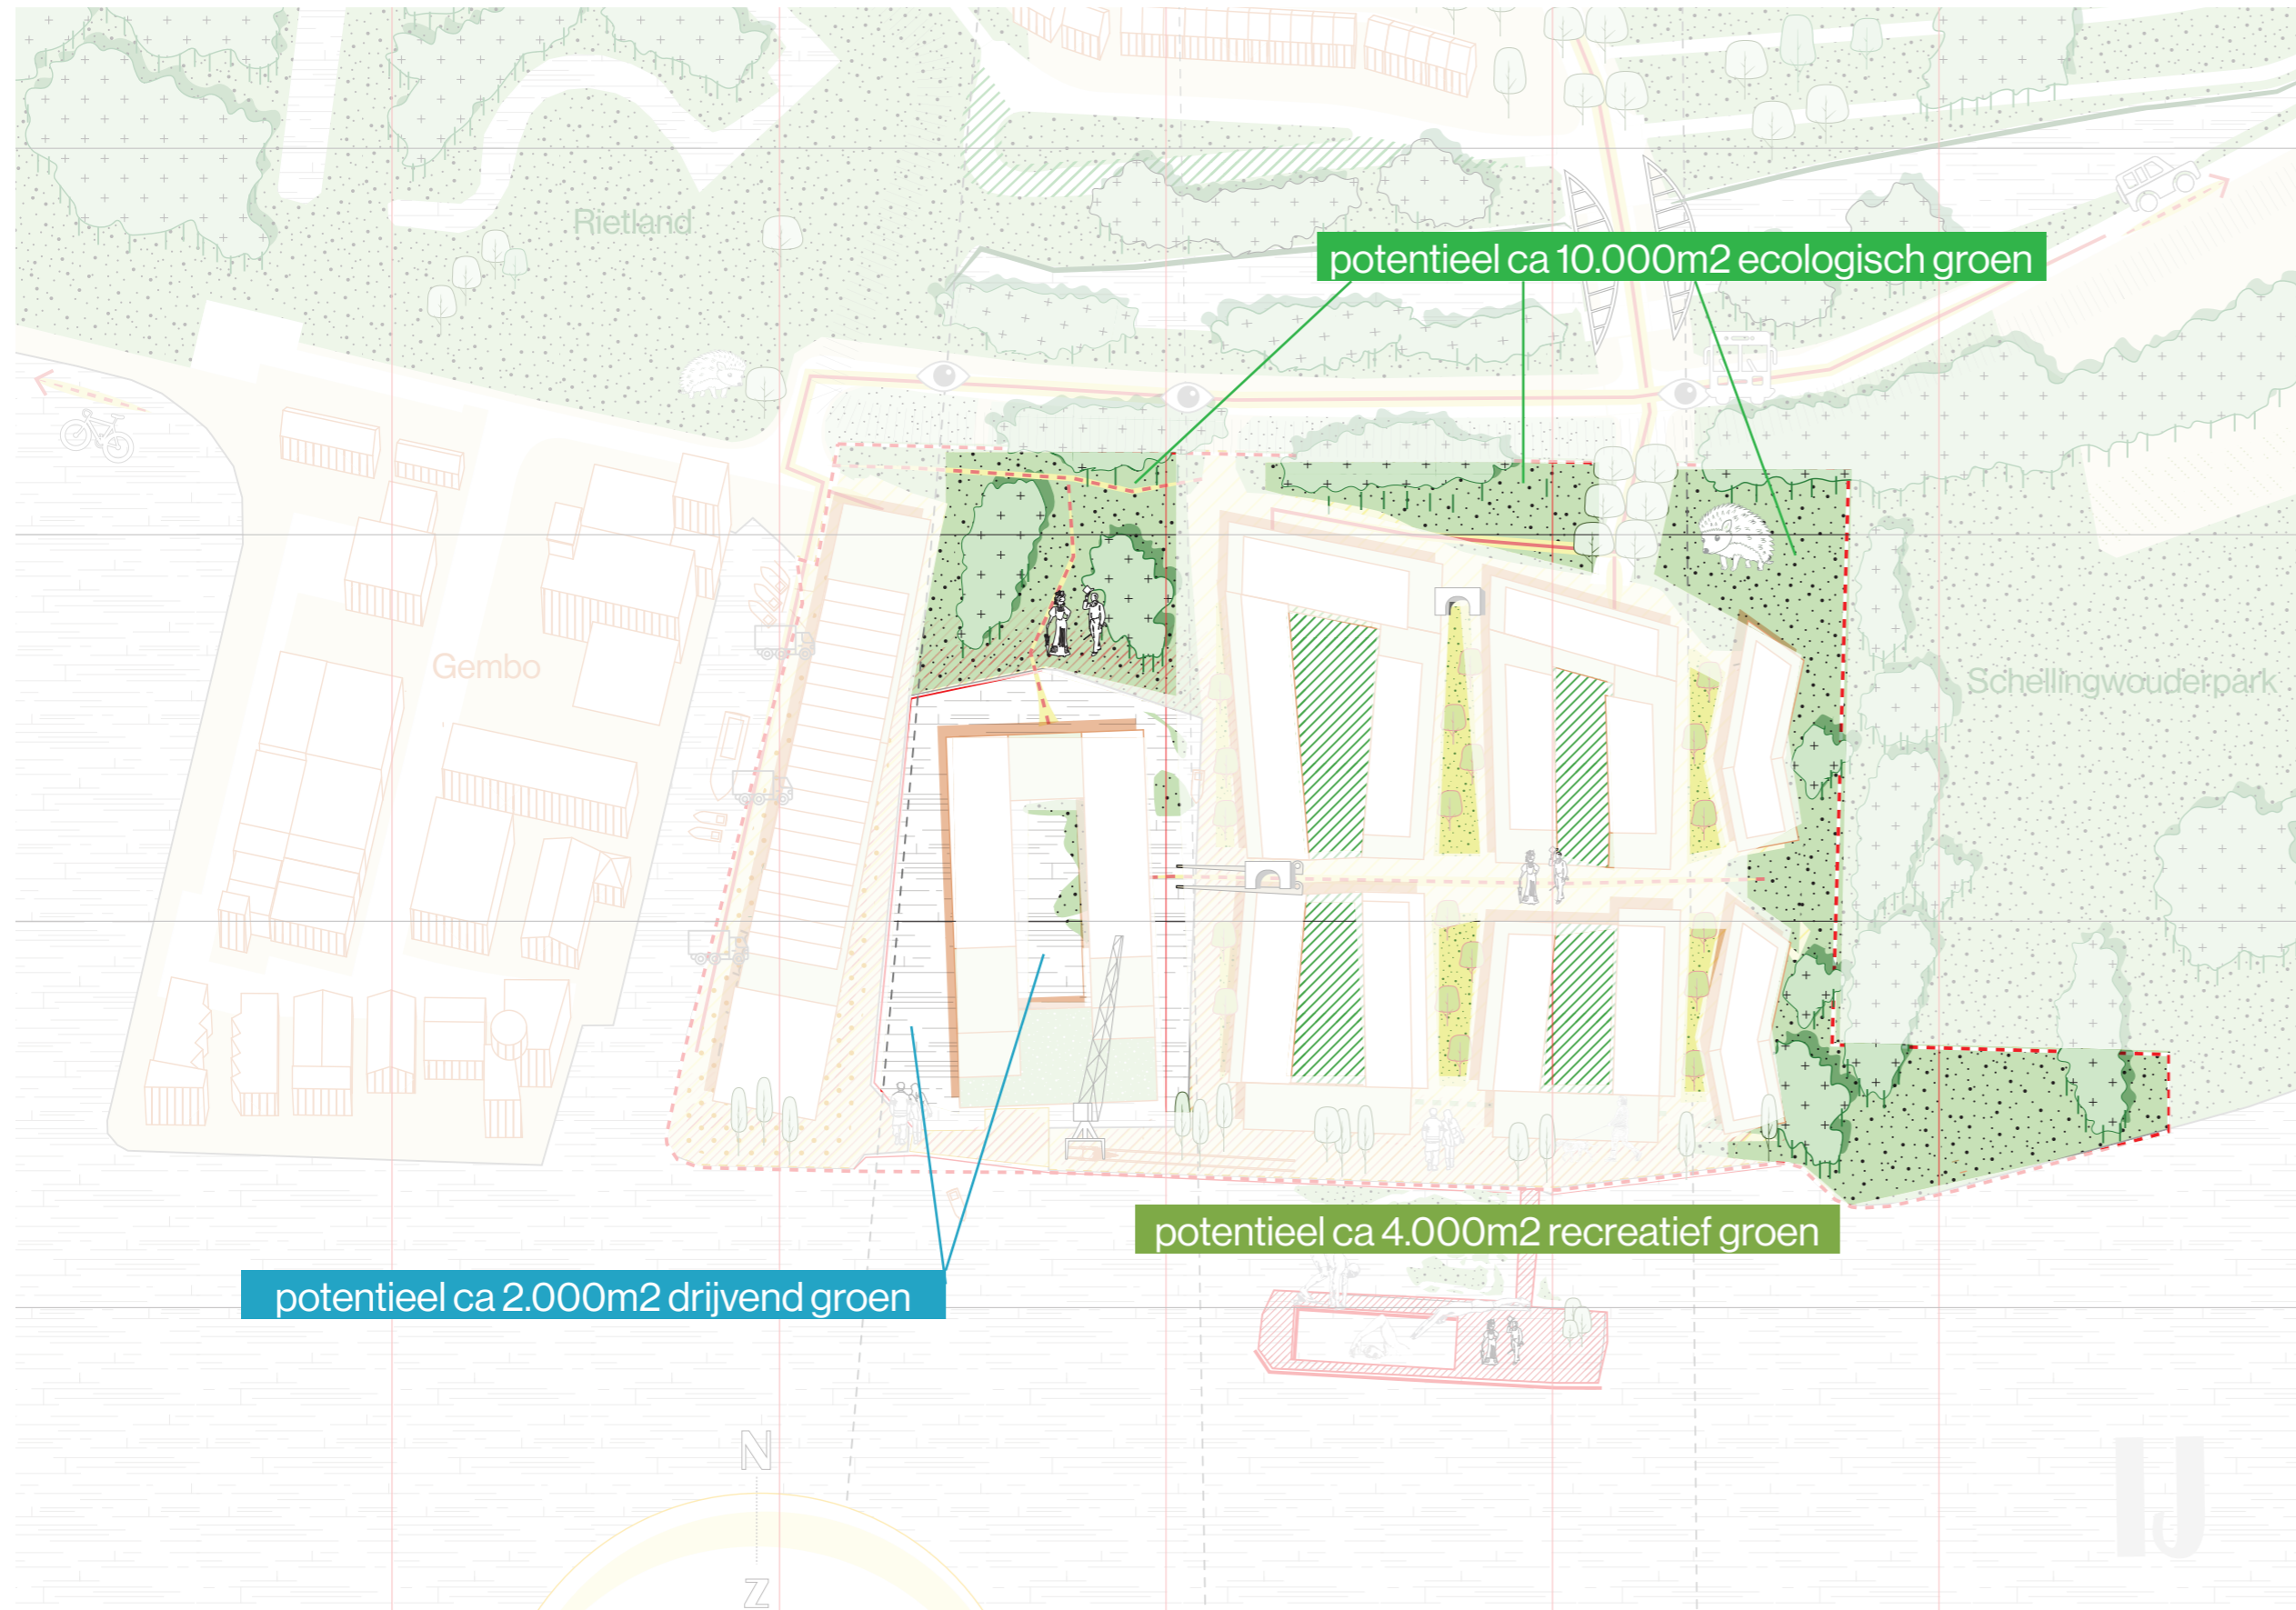 Rietland
potentieel ca 10.000m2 ecologisch groen
Gembo
Schellingwouderpark
potentieel ca 4.000m2 recreatief groen
potentieel ca 2.000m2 drijvend groen
N
IJ
Z